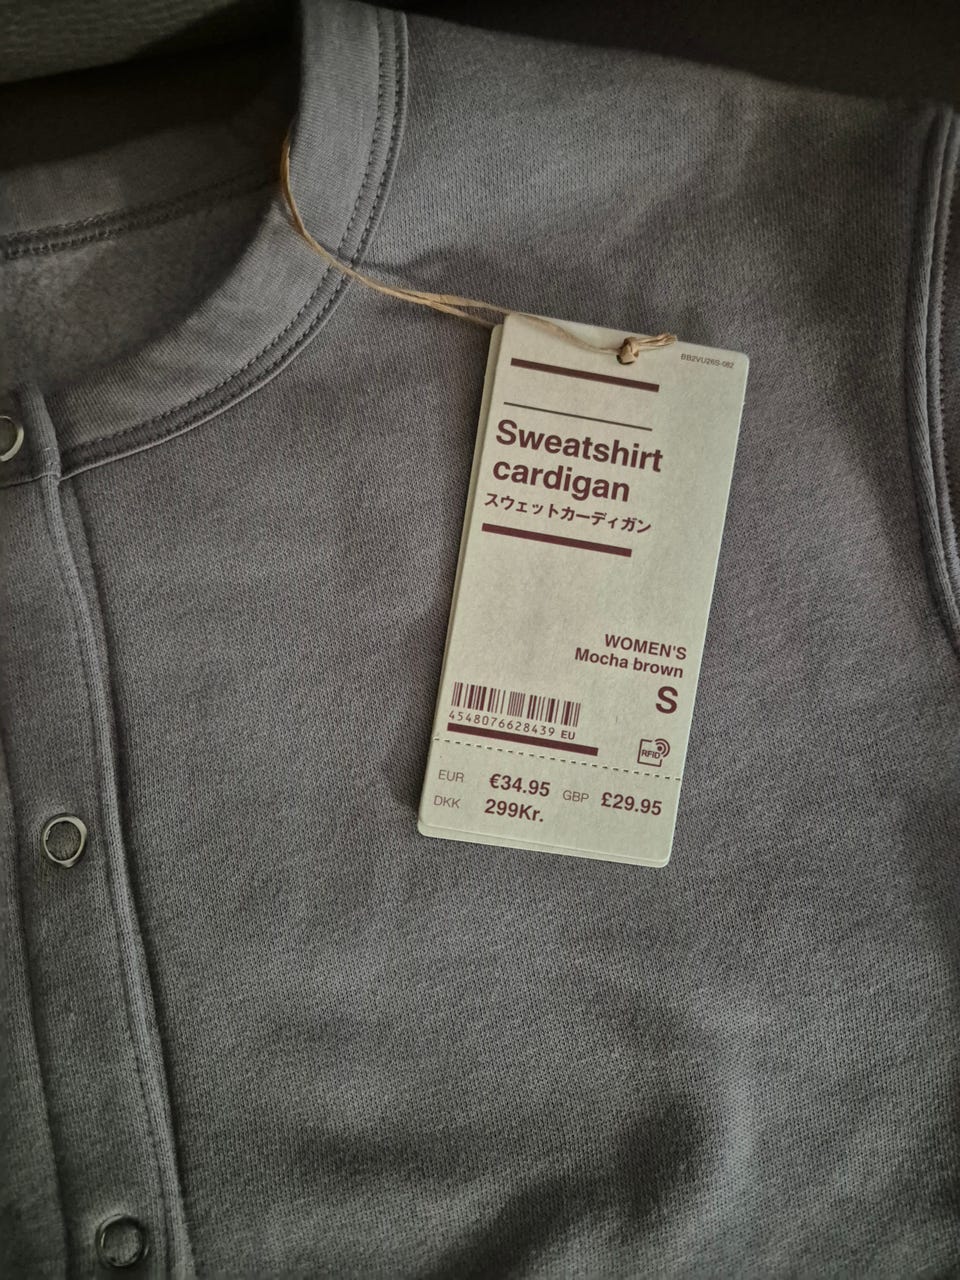 BB2VU26S-082
Sweatshirt
cardigan
スウェットカーディガン
WOMEN'S
Mocha brown
S
4548076628439 EU
RFID
EUR €34.95 GBP £29.95
DKK 299Kr.